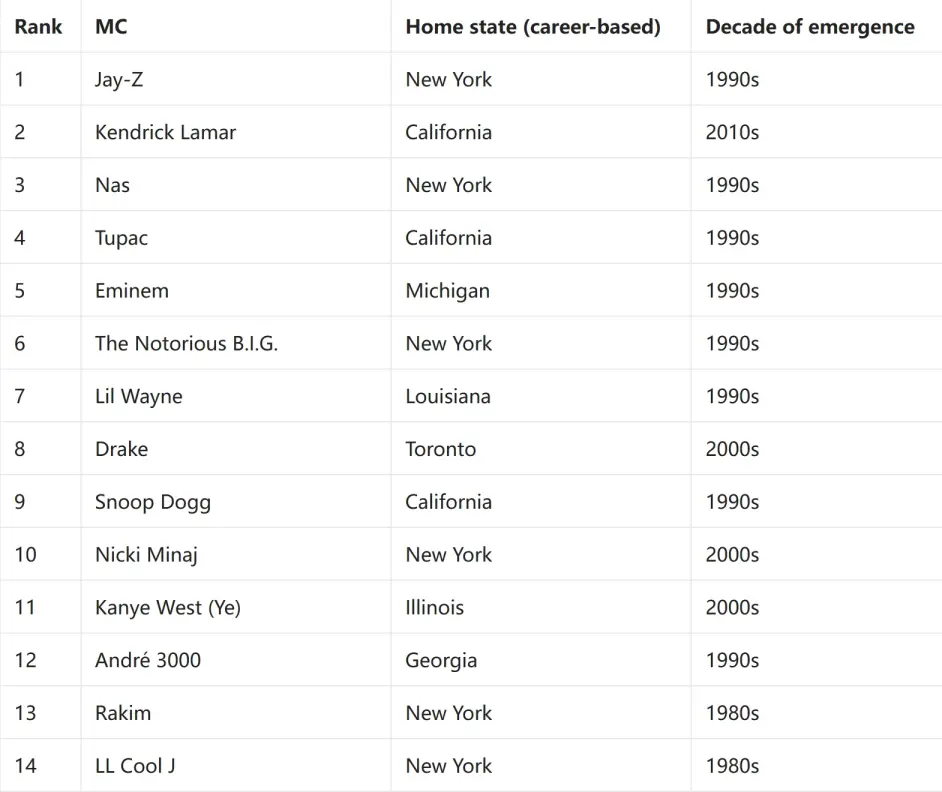 Rank MC Home state (career-based) Decade of emergence
1 Jay-Z New York 1990s
2 Kendrick Lamar California 2010s
3 Nas New York 1990s
4 Tupac California 1990s
5 Eminem Michigan 1990s
6 The Notorious B.I.G. New York 1990s
7 Lil Wayne Louisiana 1990s
8 Drake Toronto 2000s
9 Snoop Dogg California 1990s
10 Nicki Minaj New York 2000s
11 Kanye West (Ye) Illinois 2000s
12 André 3000 Georgia 1990s
13 Rakim New York 1980s
14 LL Cool J New York 1980s